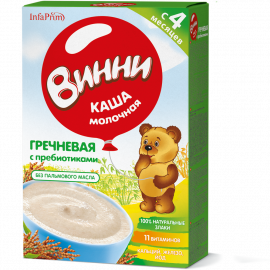 InfaPrim
с 4
месяцев
Винни
КАША
МОЛОЧНАЯ
ГРЕЧНЕВАЯ
с пребиотиками
БЕЗ ПАЛЬМОВОГО МАСЛА
100% НАТУРАЛЬНЫЕ
ЗЛАКИ
11 ВИТАМИНОВ